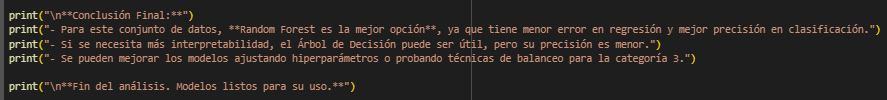 print("\n**Conclusión Final:**")
print("- Para este conjunto de datos, **Random Forest es la mejor opción**, ya que tiene menor error en regresión y mejor precisión en clasificación.")
print("- Si se necesita más interpretabilidad, el Árbol de Decisión puede ser útil, pero su precisión es menor.")
print("- Se pueden mejorar los modelos ajustando hiperparámetros o probando técnicas de balanceo para la categoría 3.")
print("\n**Fin del análisis. Modelos listos para su uso.**")